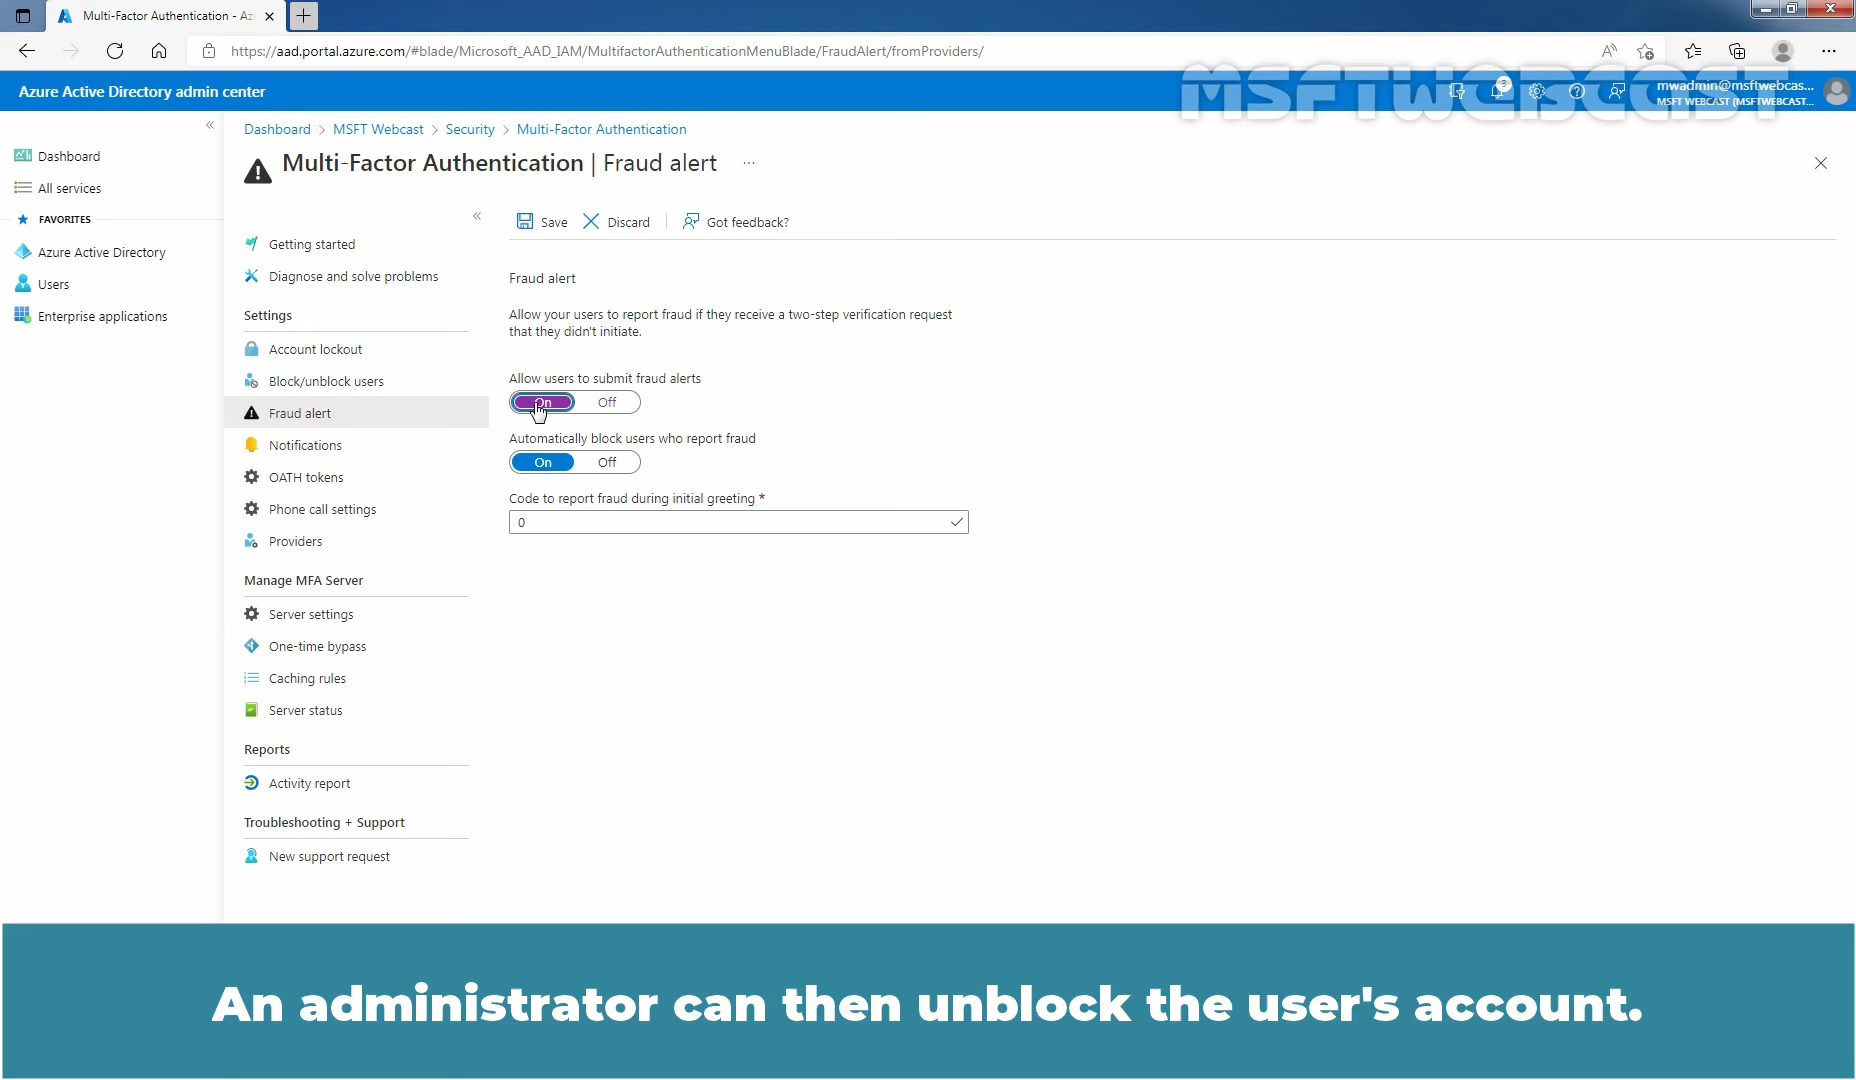 Multi-Factor Authentication - Az
https://aad.portal.azure.com/#blade/Microsoft_AAD_IAM/MultifactorAuthenticationMenuBlade/FraudAlert/fromProviders/
MSFTWEBCAST
Azure Active Directory admin center
3
mwadmin@msftwebcas...
MSFT WEBCAST (MSFTWEBCAST...
Dashboard > MSFT Webcast > Security > Multi-Factor Authentication
Multi-Factor Authentication | Fraud alert ...
Dashboard
All services
FAVORITES
Azure Active Directory
Users
Enterprise applications
Getting started
Diagnose and solve problems
Settings
Account lockout
Block/unblock users
Fraud alert
Notifications
OATH tokens
Phone call settings
Providers
Manage MFA Server
Server settings
One-time bypass
Caching rules
Server status
Reports
Activity report
Troubleshooting + Support
New support request
Save Discard Got feedback?
Fraud alert
Allow your users to report fraud if they receive a two-step verification request
that they didn't initiate.
Allow users to submit fraud alerts
On Off
Automatically block users who report fraud
On Off
Code to report fraud during initial greeting *
0
An administrator can then unblock the user's account.